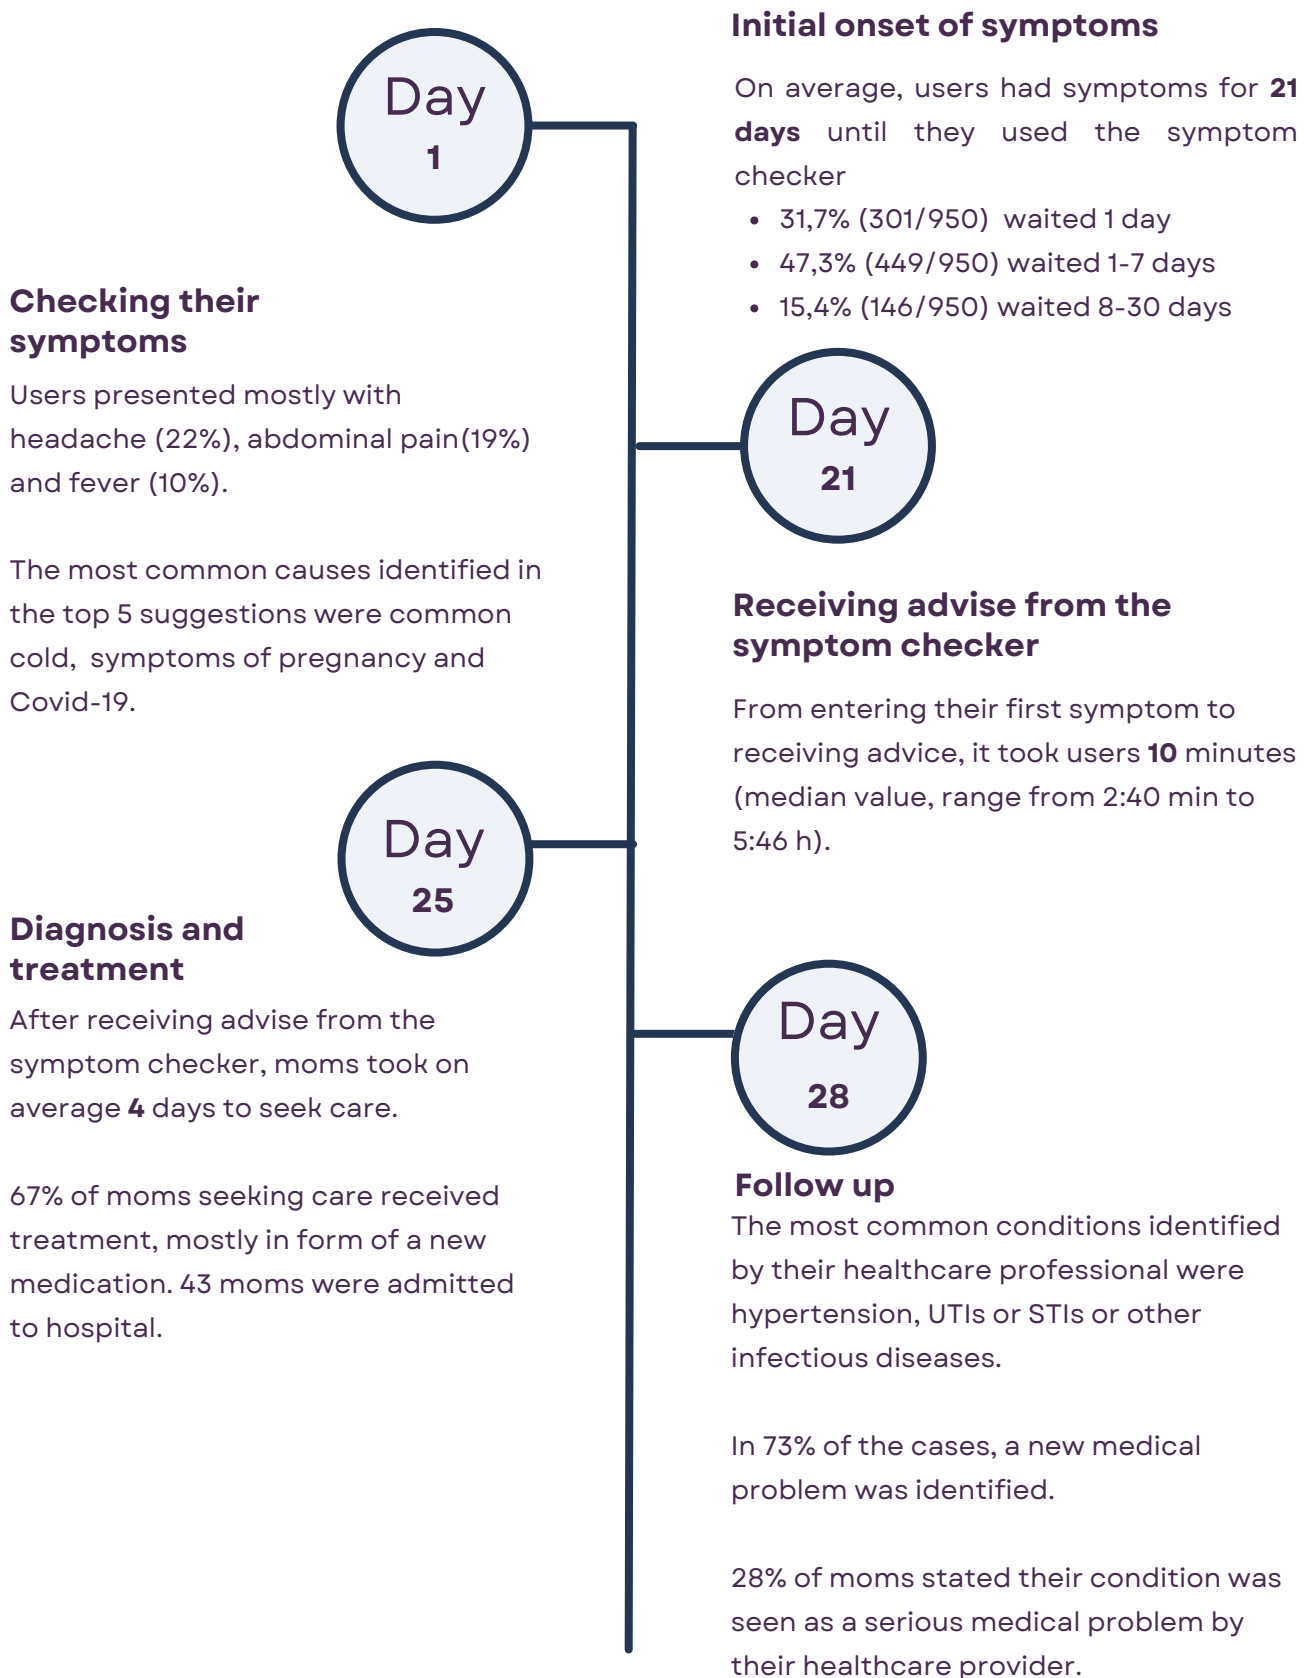 Day
1
Initial onset of symptoms
On average, users had symptoms for 21
days until they used the symptom
checker
• 31,7% (301/950) waited 1 day
• 47,3% (449/950) waited 1-7 days
• 15,4% (146/950) waited 8-30 days
Checking their
symptoms
Users presented mostly with
headache (22%), abdominal pain(19%)
and fever (10%).
The most common causes identified in
the top 5 suggestions were common
cold, symptoms of pregnancy and
Covid-19.
Day
21
Receiving advise from the
symptom checker
From entering their first symptom to
receiving advice, it took users 10 minutes
(median value, range from 2:40 min to
5:46 h).
Day
25
Diagnosis and
treatment
After receiving advise from the
symptom checker, moms took on
average 4 days to seek care.
67% of moms seeking care received
treatment, mostly in form of a new
medication. 43 moms were admitted
to hospital.
Day
28
Follow up
The most common conditions identified
by their healthcare professional were
hypertension, UTIs or STIs or other
infectious diseases.
In 73% of the cases, a new medical
problem was identified.
28% of moms stated their condition was
seen as a serious medical problem by
their healthcare provider.